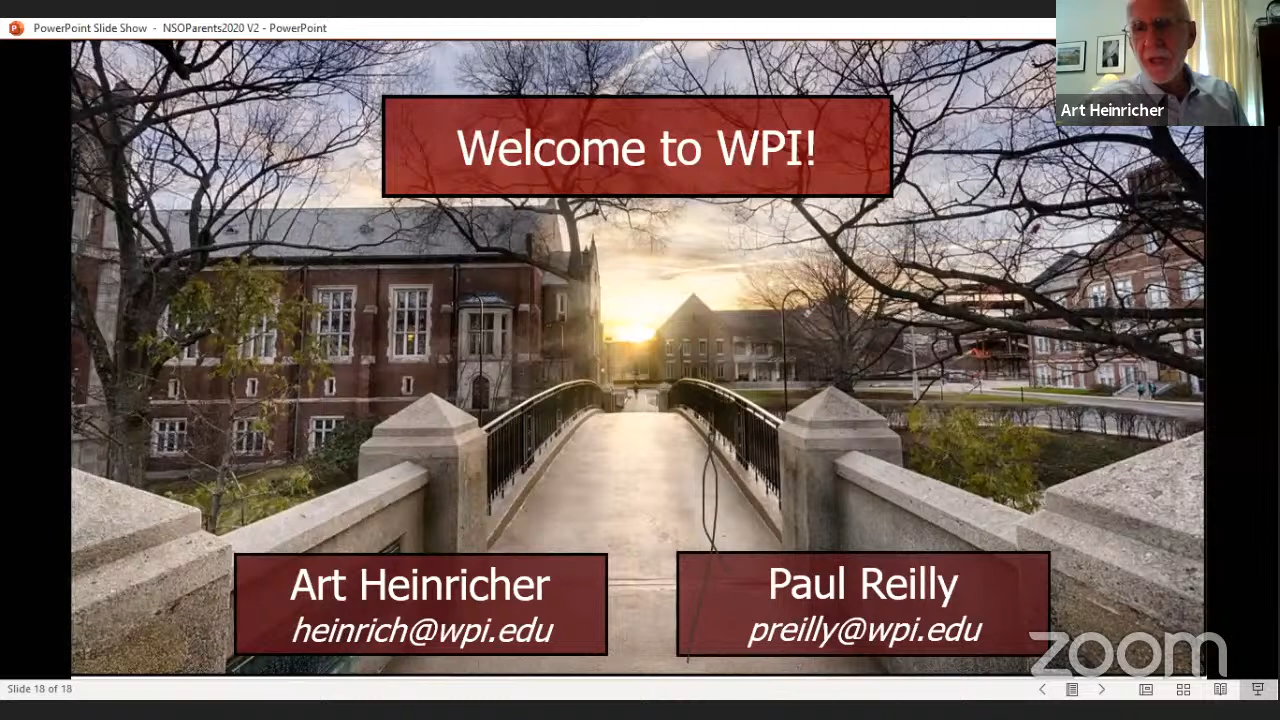 PowerPoint Slide Show - NSOParents2020 V2 - PowerPoint
Art Heinricher
Welcome to WPI!
Art Heinricher
heinrich@wpi.edu
Paul Reilly
preilly@wpi.edu
zoom
Slide 18 of 18